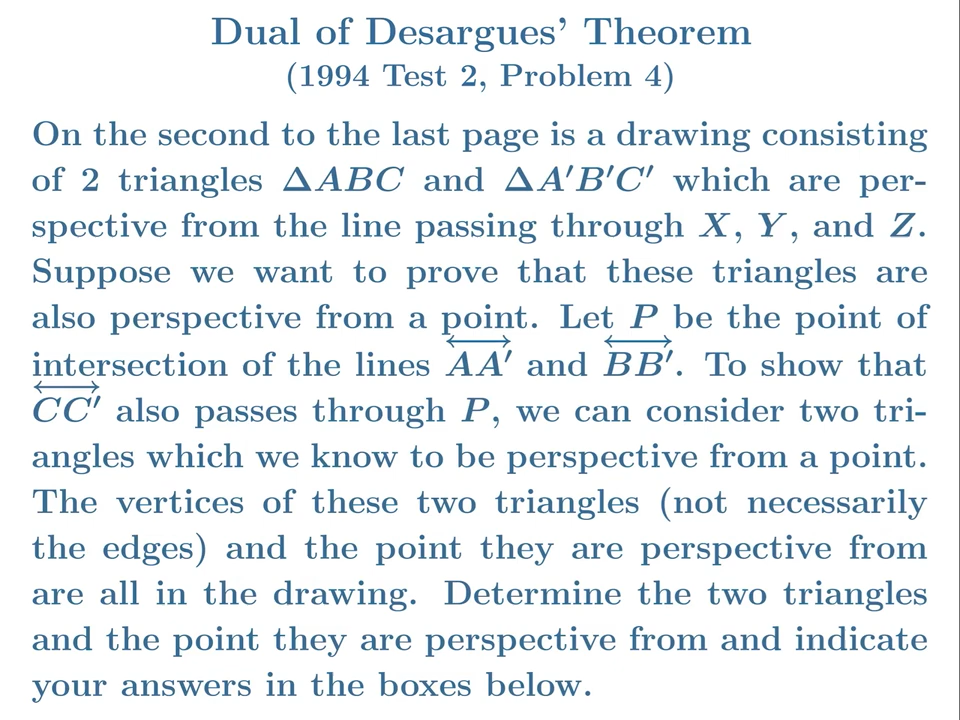 Dual of Desargues’ Theorem
(1994 Test 2, Problem 4)
On the second to the last page is a drawing consisting
of 2 triangles ΔABC and ΔA′B′C′ which are per-
spective from the line passing through X, Y, and Z.
Suppose we want to prove that these triangles are
also perspective from a point. Let P be the point of
intersection of the lines AA′ and BB′. To show that
CC′ also passes through P, we can consider two tri-
angles which we know to be perspective from a point.
The vertices of these two triangles (not necessarily
the edges) and the point they are perspective from
are all in the drawing. Determine the two triangles
and the point they are perspective from and indicate
your answers in the boxes below.